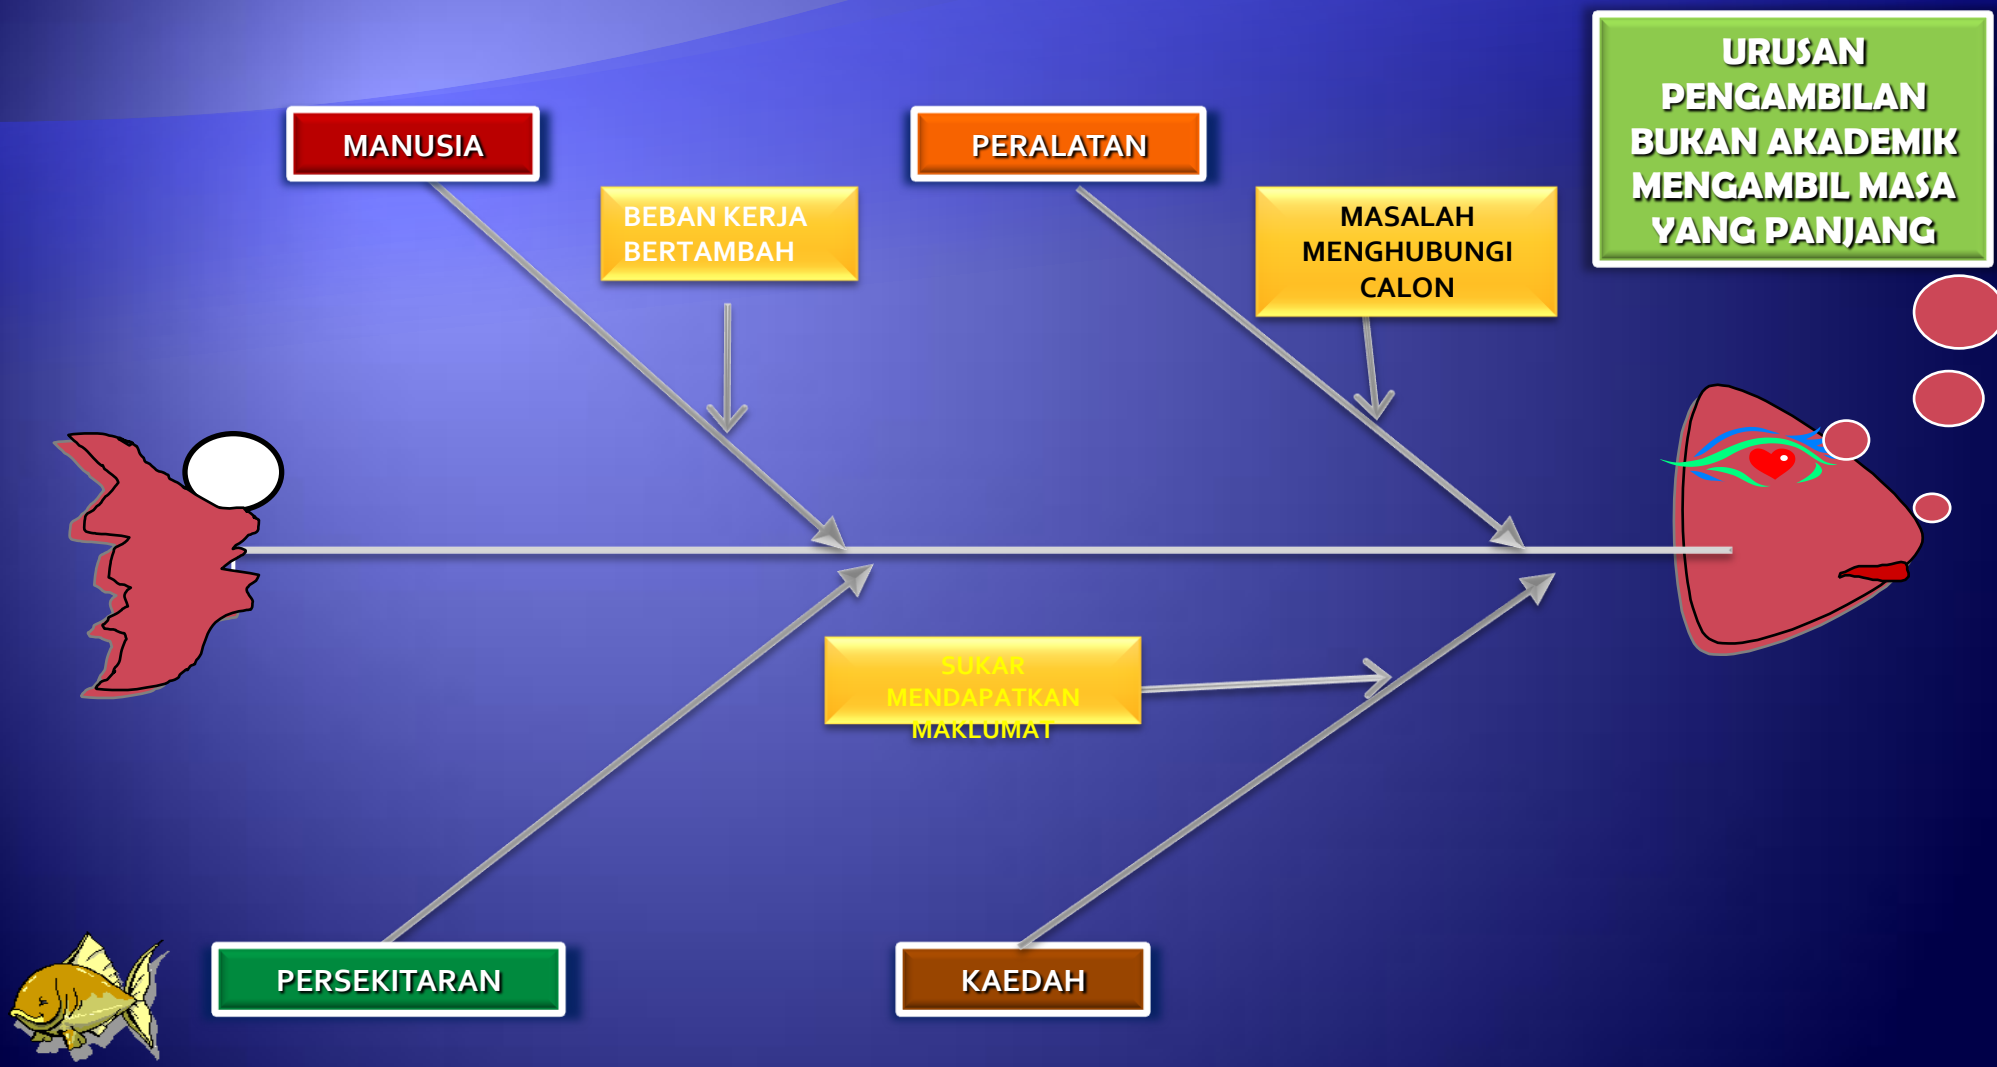 URUSAN
PENGAMBILAN
BUKAN AKADEMIK
MENGAMBIL MASA
YANG PANJANG
MANUSIA
PERALATAN
BEBAN KERJA
BERTAMBAH
MASALAH
MENGHUBUNGI
CALON
SUKAR
MENDAPATKAN
MAKLUMAT
PERSEKITARAN
KAEDAH